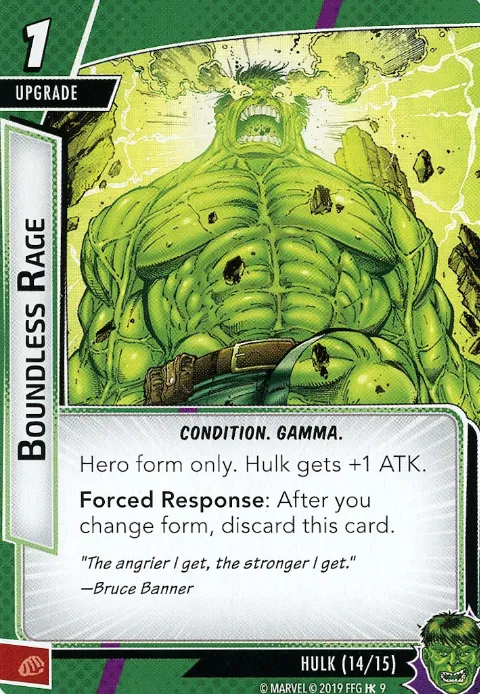 1
UPGRADE
BOUNDLESS RAGE
CONDITION. GAMMA.
Hero form only. Hulk gets +1 ATK.
Forced Response: After you
change form, discard this card.
"The angrier I get, the stronger I get."
—Bruce Banner
HULK (14/15)
© MARVEL © 2019 FFG HK 9